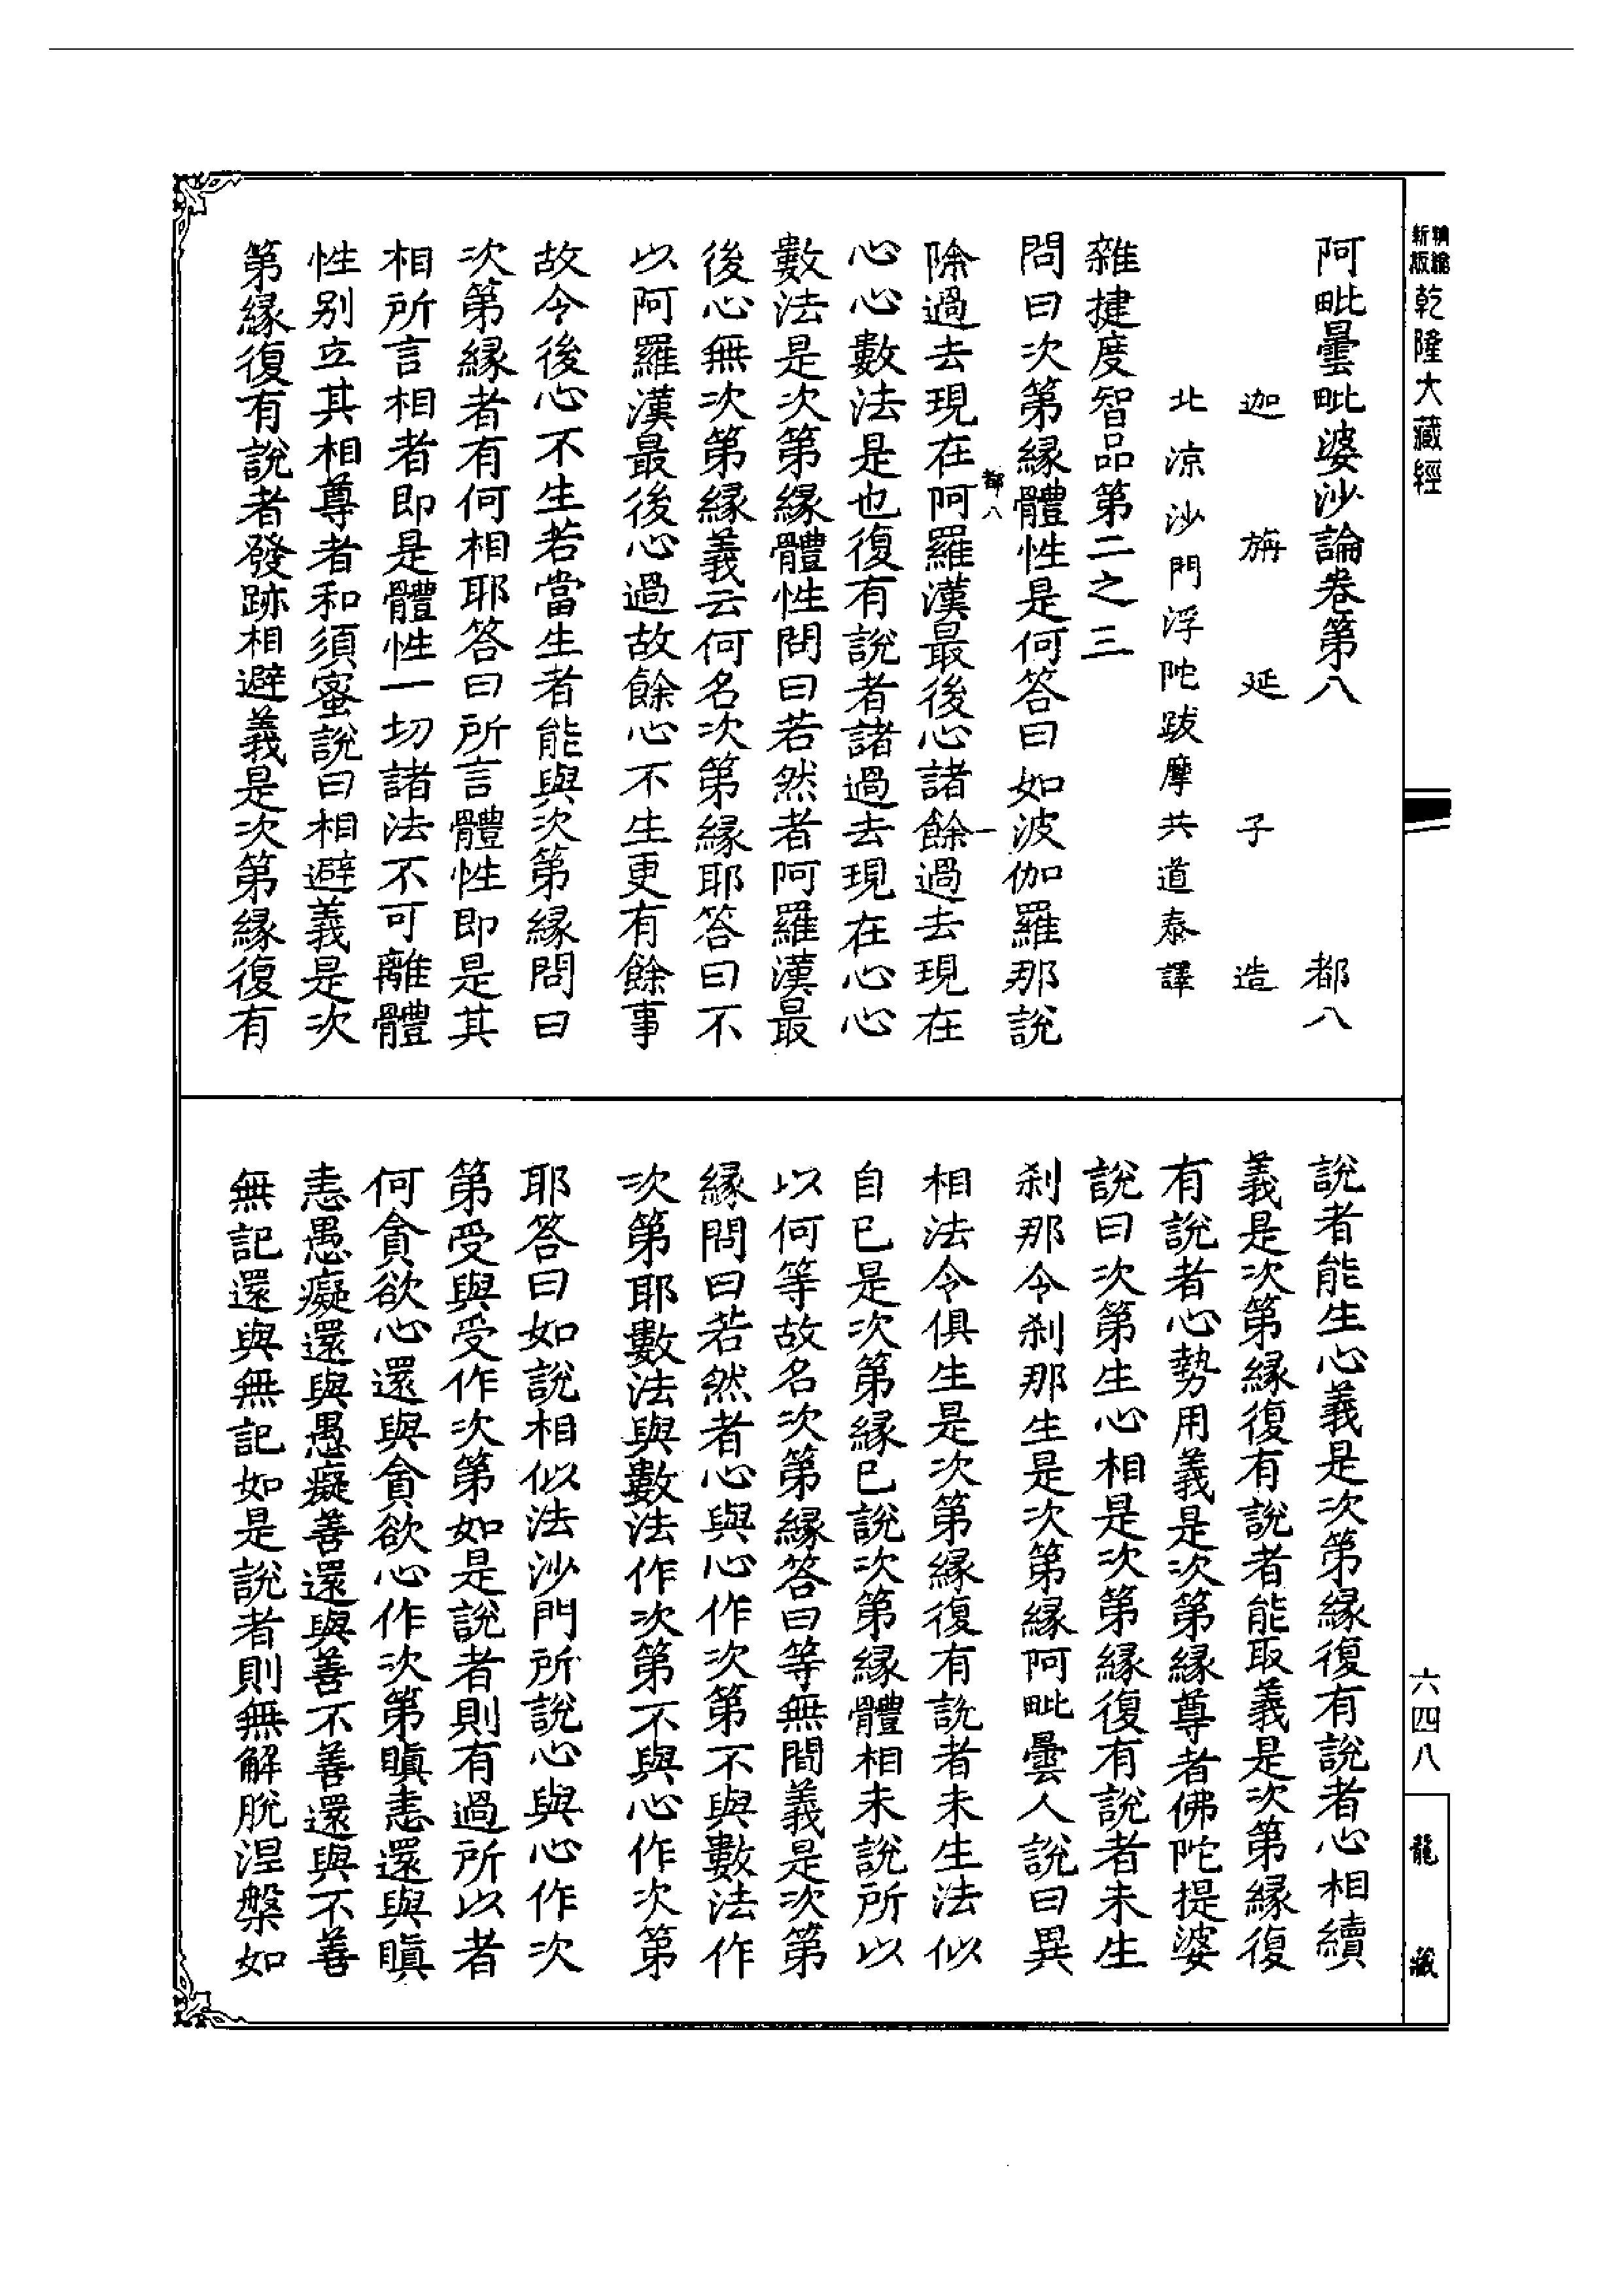 新版精縮乾隆大藏經
阿毗曇毗婆沙論卷第八　都八
迦旃延子造
北涼沙門浮陀跋摩共道泰譯
雜揵度智品第二之三
問曰次第緣體性是何答曰如波伽羅那說
都八　一
除過去現在阿羅漢最後心諸餘過去現在
心心數法是也復有說者諸過去現在心心
數法是次第緣體性問曰若然者阿羅漢最
後心無次第緣義云何名次第緣耶答曰不
以阿羅漢最後心過故餘心不生更有餘事
故令後心不生若當生者能與次第緣問曰
次第緣者有何相耶答曰所言體性即是其
相所言相者即是體性一切諸法不可離體
性別立其相尊者和須蜜說曰相避義是次
第緣復有說者發跡相避義是次第緣復有
說者能生心義是次第緣復有說者心相續
義是次第緣復有說者能取義是次第緣復
有說者心勢用義是次第緣尊者佛陀提婆
說曰次第生心相是次第緣復有說者未生
刹那令刹那生是次第緣阿毗曇人說曰異
相法令俱生是次第緣復有說者未生法似
自已是次第緣已說次第緣體相未說所以
以何等故名次第緣答曰等無間義是次第
緣問曰若然者心與心作次第不與數法作
次第耶數法與數法作次第不與心作次第
耶答曰如說相似法沙門所說心與心作次
第受與受作次第如是說者則有過所以者
何貪欲心還與貪欲心作次第瞋恚還與瞋
恚愚癡還與愚癡善還與善不善還與不善
無記還與無記如是說者則無解脫涅槃如
六四八
龍藏